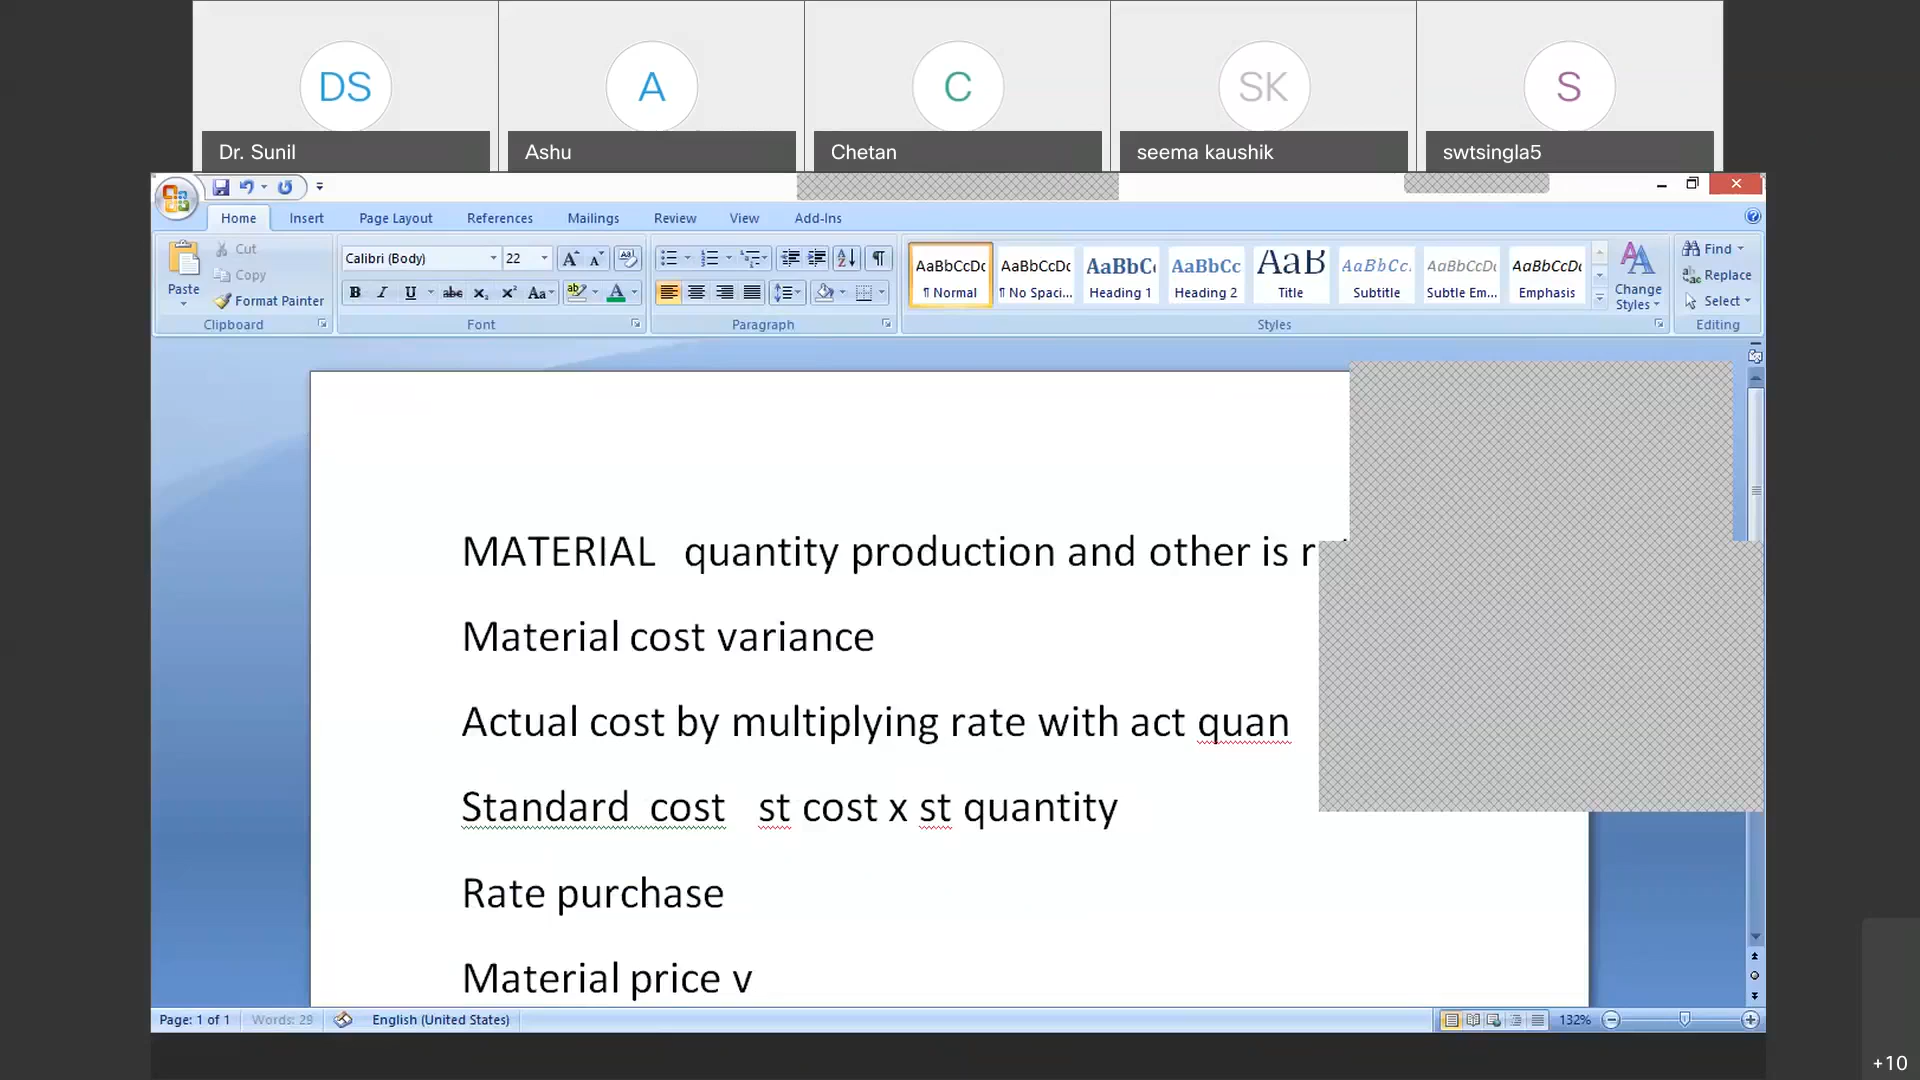 DS
A
C
SK
S
Dr. Sunil
Ashu
Chetan
seema kaushik
swtsingla5
Home Insert Page Layout References Mailings Review View Add-Ins
Paste
Cut
Copy
Format Painter
Clipboard
Calibri (Body) 22
Font
Paragraph
AaBbCcDc AaBbCcDc AaBbC AaBbCc AaB AaBbCc. AaBbCcDc AaBbCcDc
¶ Normal ¶ No Spaci... Heading 1 Heading 2 Title Subtitle Subtle Em... Emphasis
Styles
Change Styles
Find
Replace
Select
Editing
MATERIAL quantity production and other is
Material cost variance
Actual cost by multiplying rate with act quan
Standard cost st cost x st quantity
Rate purchase
Material price v
Page: 1 of 1 Words: 29 English (United States) 132%
+10